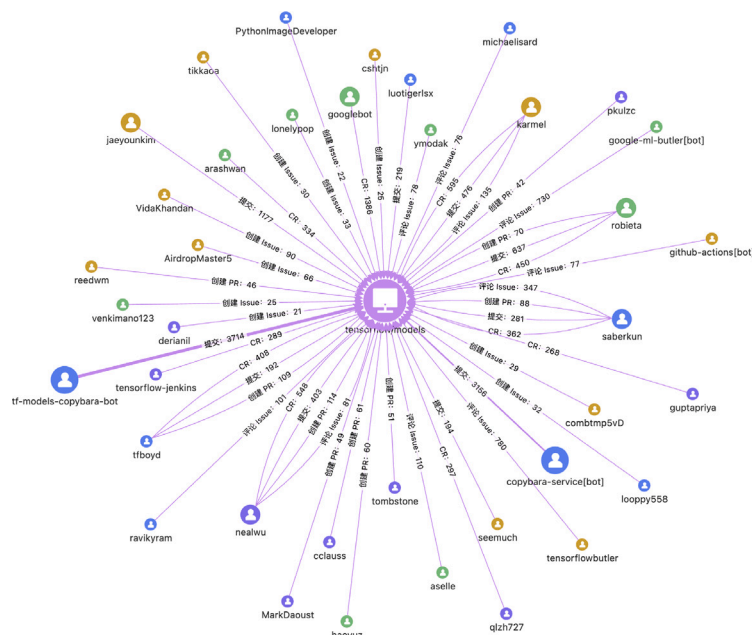 PythonImageDeveloper
michaelisard
tikkaoa
cshtjn
luotigerlsx
googlebot
karmel
pkulzc
lonelypop
google-ml-butler[bot]
jaeyounkim
ymodak
arashwan
VidaKhandan
robieta
AirdropMaster5
github-actions[bot]
reedwm
venkimano123
derianil
saberkun
tf-models-copybara-bot
tensorflow-jenkins
guptapriya
combtmp5vD
tfboyd
copybara-service[bot]
looppy558
tombstone
nealwu
ravikyram
seemuch
cclauss
tensorflowbutler
aselle
MarkDaoust
qlzh727
tensorflow/models
创建 Issue: 22
创建 Issue: 30
创建 Issue: 33
CR: 1386
创建 Issue: 25
提交: 219
评论 Issue: 78
评论 Issue: 76
CR: 595
提交: 476
评论 Issue: 135
创建 PR: 42
评论 Issue: 730
创建 PR: 70
提交: 637
CR: 450
评论 Issue: 77
评论 Issue: 347
创建 PR: 88
提交: 281
CR: 362
CR: 268
创建 Issue: 29
创建 Issue: 32
提交: 3156
评论 Issue: 780
提交: 194
CR: 297
评论 Issue: 110
创建 PR: 51
创建 PR: 60
创建 PR: 61
创建 PR: 49
评论 Issue: 81
创建 PR: 114
提交: 403
CR: 548
评论 Issue: 101
创建 PR: 109
提交: 192
CR: 408
CR: 289
提交: 3714
创建 Issue: 21
创建 Issue: 25
创建 PR: 46
创建 Issue: 66
创建 Issue: 90
CR: 334
提交: 1177